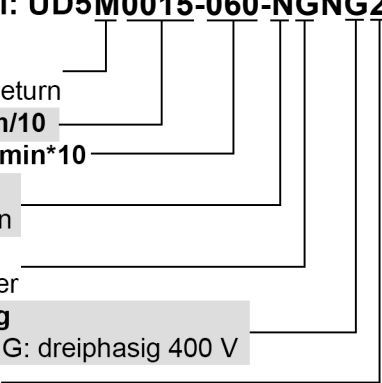 l: UD5M0015-060-NGNG2
eturn
n/10
min*10
n
er
g
G: dreiphasig 400 V